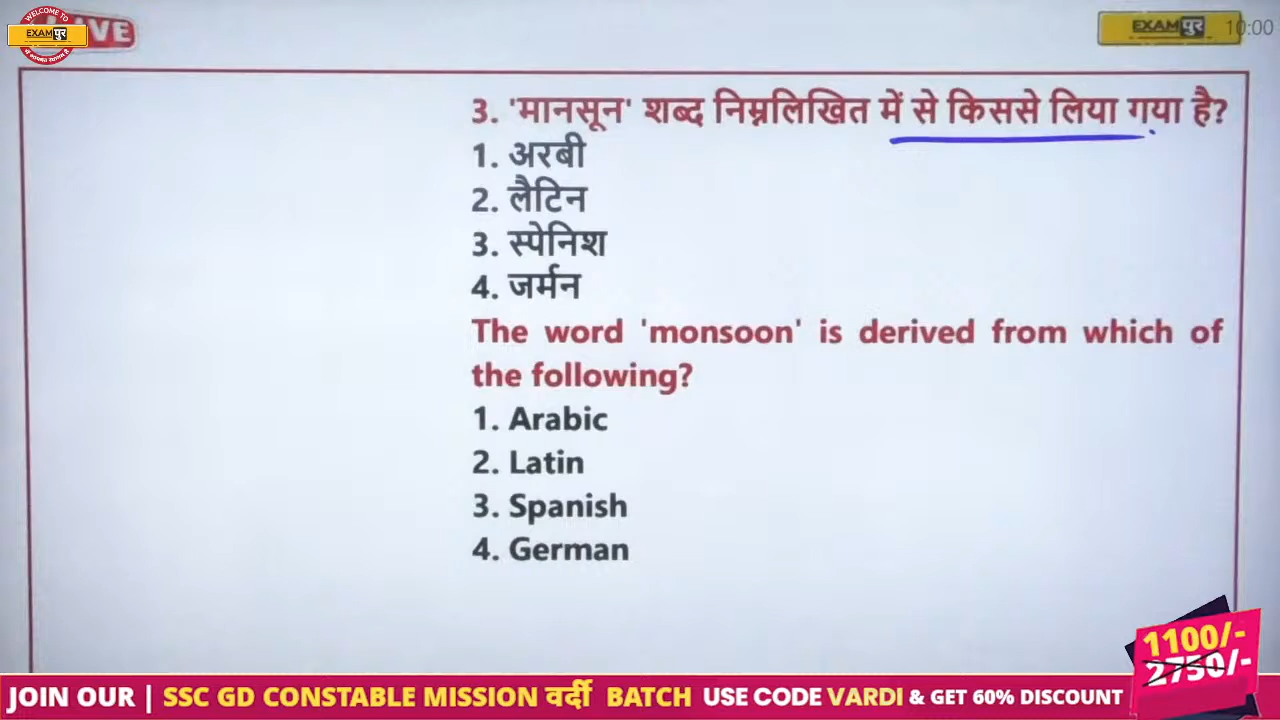 WELCOME TO
EXAMपुर
LIVE
EXAMपुर
10:00
3. 'मानसून' शब्द निम्नलिखित में से किससे लिया गया है?
1. अरबी
2. लैटिन
3. स्पेनिश
4. जर्मन
The word 'monsoon' is derived from which of
the following?
1. Arabic
2. Latin
3. Spanish
4. German
1100/-
2750/-
JOIN OUR | SSC GD CONSTABLE MISSION वर्दी BATCH USE CODE VARDI & GET 60% DISCOUNT